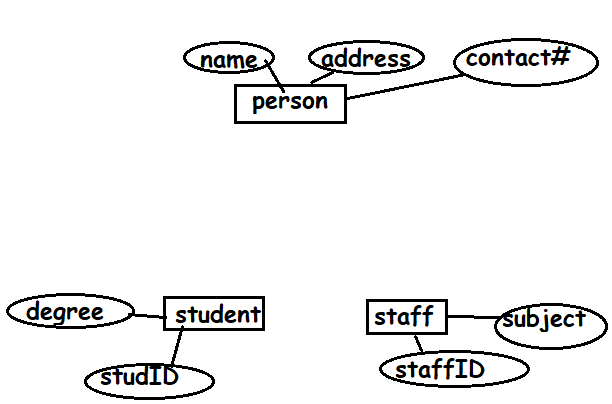 name
address
contact#
person
degree
student
staff
subject
studID
staffID